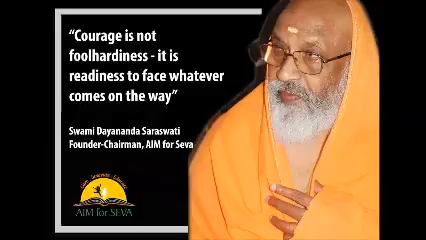 “Courage is not
foolhardiness - it is
readiness to face whatever
comes on the way”
Swami Dayananda Saraswati
Founder-Chairman, AIM for Seva
AIM for SEVA